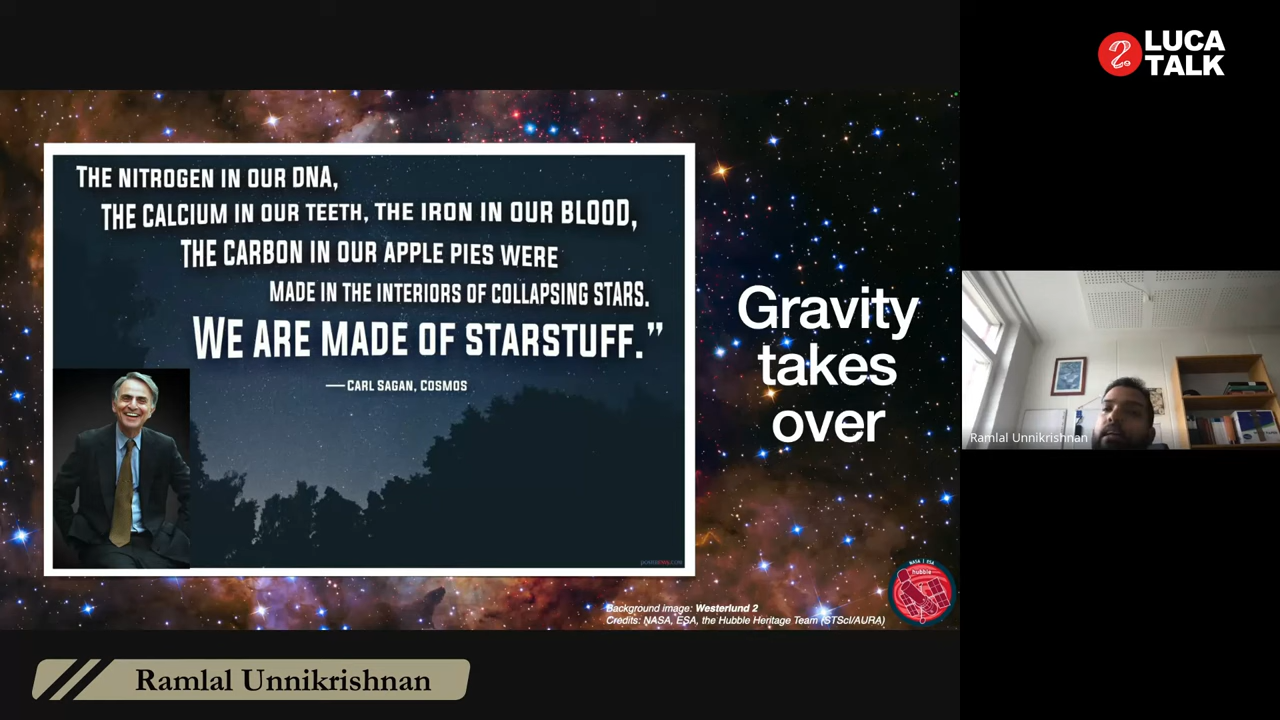 LUCA
TALK
THE NITROGEN IN OUR DNA,
THE CALCIUM IN OUR TEETH, THE IRON IN OUR BLOOD,
THE CARBON IN OUR APPLE PIES WERE
MADE IN THE INTERIORS OF COLLAPSING STARS.
WE ARE MADE OF STARSTUFF.”
—CARL SAGAN, COSMOS
Gravity
takes
over
Ramlal Unnikrishnan
NASA | ESA
hubble
Background image: Westerlund 2
Credits: NASA, ESA, the Hubble Heritage Team (STScI/AURA)
Ramlal Unnikrishnan